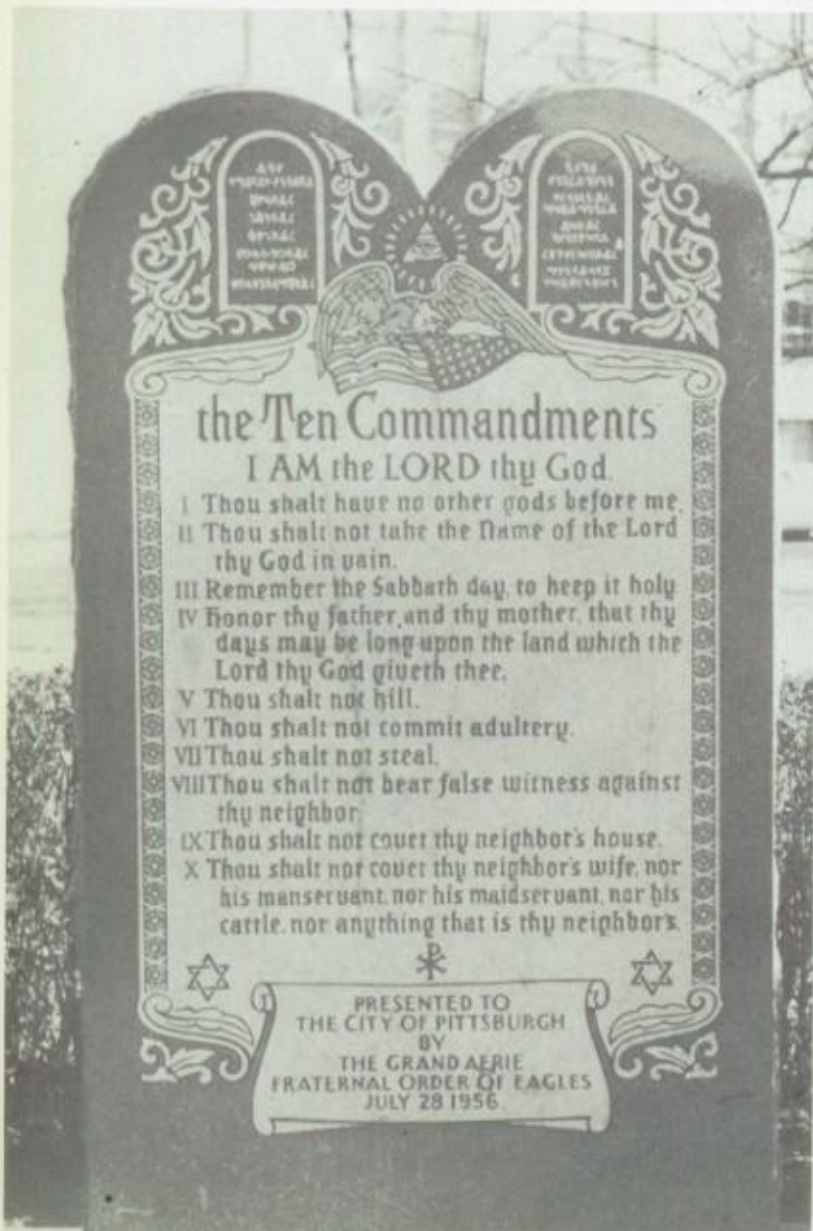 the Ten Commandments
I AM the LORD thy God.
I Thou shalt have no other gods before me.
II Thou shalt not take the Name of the Lord
thy God in vain.
III Remember the Sabbath day, to keep it holy
IV Honor thy father and thy mother, that thy
days may be long upon the land which the
Lord thy God giveth thee.
V Thou shalt not kill.
VI Thou shalt not commit adultery.
VII Thou shalt not steal.
VIII Thou shalt not bear false witness against
thy neighbor
IX Thou shalt not covet thy neighbor's house.
X Thou shalt not covet thy neighbor's wife, nor
his manservant, nor his maidservant, nor his
cattle, nor anything that is thy neighbor's.
PRESENTED TO
THE CITY OF PITTSBURGH
BY
THE GRAND AERIE
FRATERNAL ORDER OF EAGLES
JULY 28 1956.